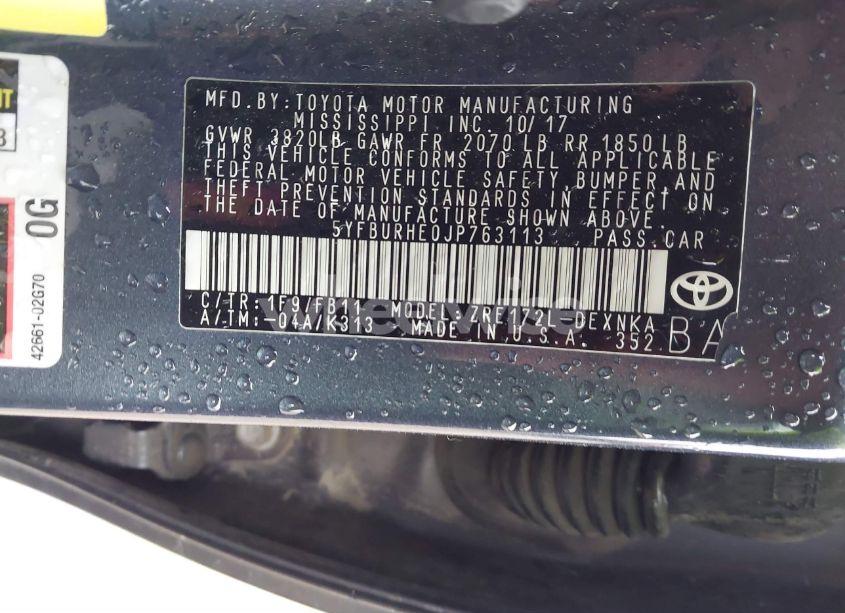 MFD.BY:TOYOTA MOTOR MANUFACTURING
MISSISSIPPI INC. 10/17
GVWR 3820LB GAWR FR 2070LB RR 1850LB
THIS VEHICLE CONFORMS TO ALL APPLICABLE
FEDERAL MOTOR VEHICLE SAFETY,BUMPER,AND
THEFT PREVENTION STANDARDS IN EFFECT ON
THE DATE OF MANUFACTURE SHOWN ABOVE.
5YFBURHE0JP763113 PASS.CAR
C/TR: 1F9/FB11 MODEL: ZRE172L-DEXNKA
A/TM: -04A/K313 MADE IN U.S.A. 352
BA
0G
42661-02G70